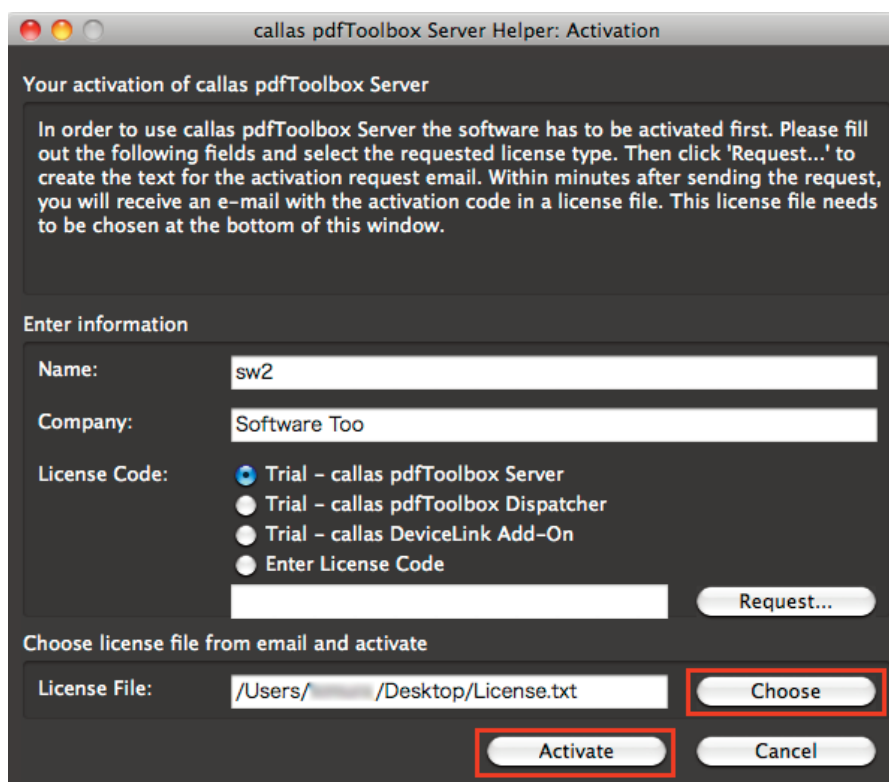 callas pdfToolbox Server Helper: Activation
Your activation of callas pdfToolbox Server
In order to use callas pdfToolbox Server the software has to be activated first. Please fill
out the following fields and select the requested license type. Then click 'Request...' to
create the text for the activation request email. Within minutes after sending the request,
you will receive an e-mail with the activation code in a license file. This license file needs
to be chosen at the bottom of this window.
Enter information
Name: sw2
Company: Software Too
License Code: Trial – callas pdfToolbox Server
Trial – callas pdfToolbox Dispatcher
Trial – callas DeviceLink Add-On
Enter License Code
Request...
Choose license file from email and activate
License File: /Users/ /Desktop/License.txt Choose
Activate Cancel